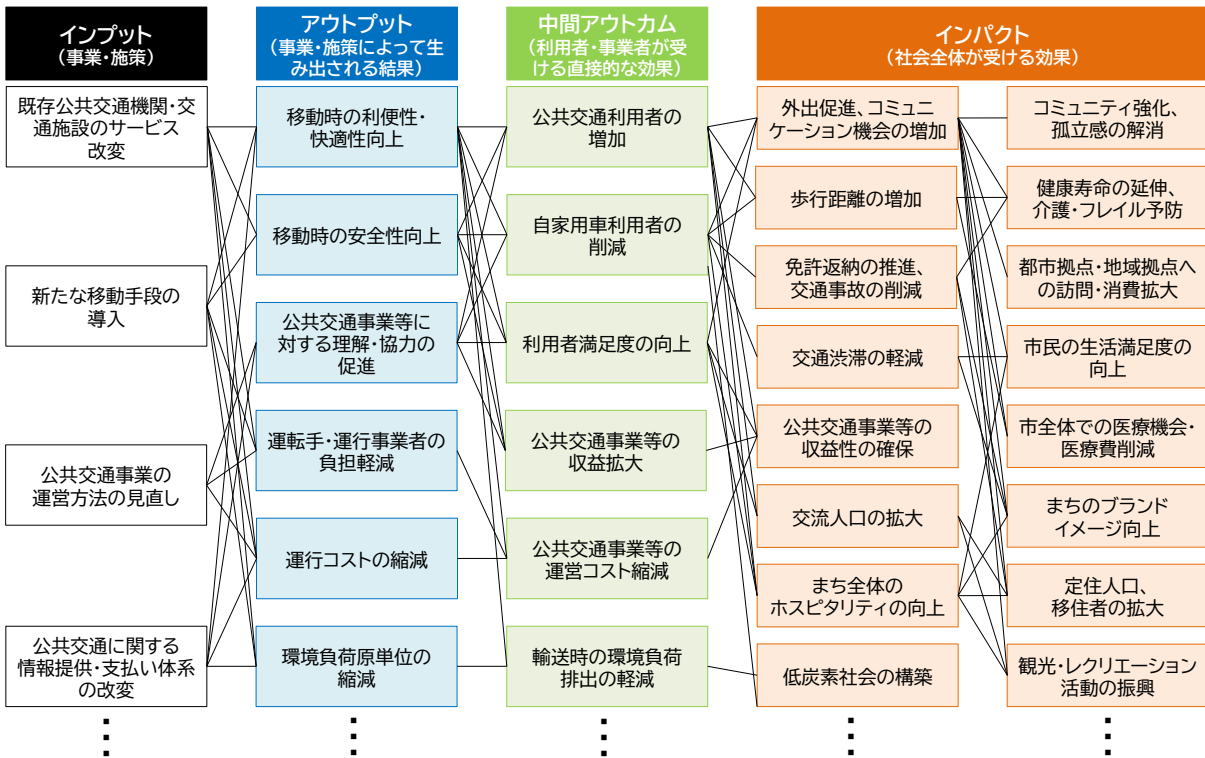 インプット
（事業・施策）
アウトプット
（事業・施策によって生
み出される結果）
中間アウトカム
（利用者・事業者が受
ける直接的な効果）
インパクト
（社会全体が受ける効果）
既存公共交通機関・交
通施設のサービス
改変
新たな移動手段の
導入
公共交通事業の
運営方法の見直し
公共交通に関する
情報提供・支払い体系
の改変
移動時の利便性・
快適性向上
移動時の安全性向上
公共交通事業等に
対する理解・協力の
促進
運転手・運行事業者の
負担軽減
運行コストの縮減
環境負荷原単位の
縮減
公共交通利用者の
増加
自家用車利用者の
削減
利用者満足度の向上
公共交通事業等の
収益拡大
公共交通事業等の
運営コスト縮減
輸送時の環境負荷
排出の軽減
外出促進、コミュニ
ケーション機会の増加
歩行距離の増加
免許返納の推進、
交通事故の削減
交通渋滞の軽減
公共交通事業等の
収益性の確保
交流人口の拡大
まち全体の
ホスピタリティの向上
低炭素社会の構築
コミュニティ強化、
孤立感の解消
健康寿命の延伸、
介護・フレイル予防
都市拠点・地域拠点へ
の訪問・消費拡大
市民の生活満足度の
向上
市全体での医療機会・
医療費削減
まちのブランド
イメージ向上
定住人口、
移住者の拡大
観光・レクリエーション
活動の振興